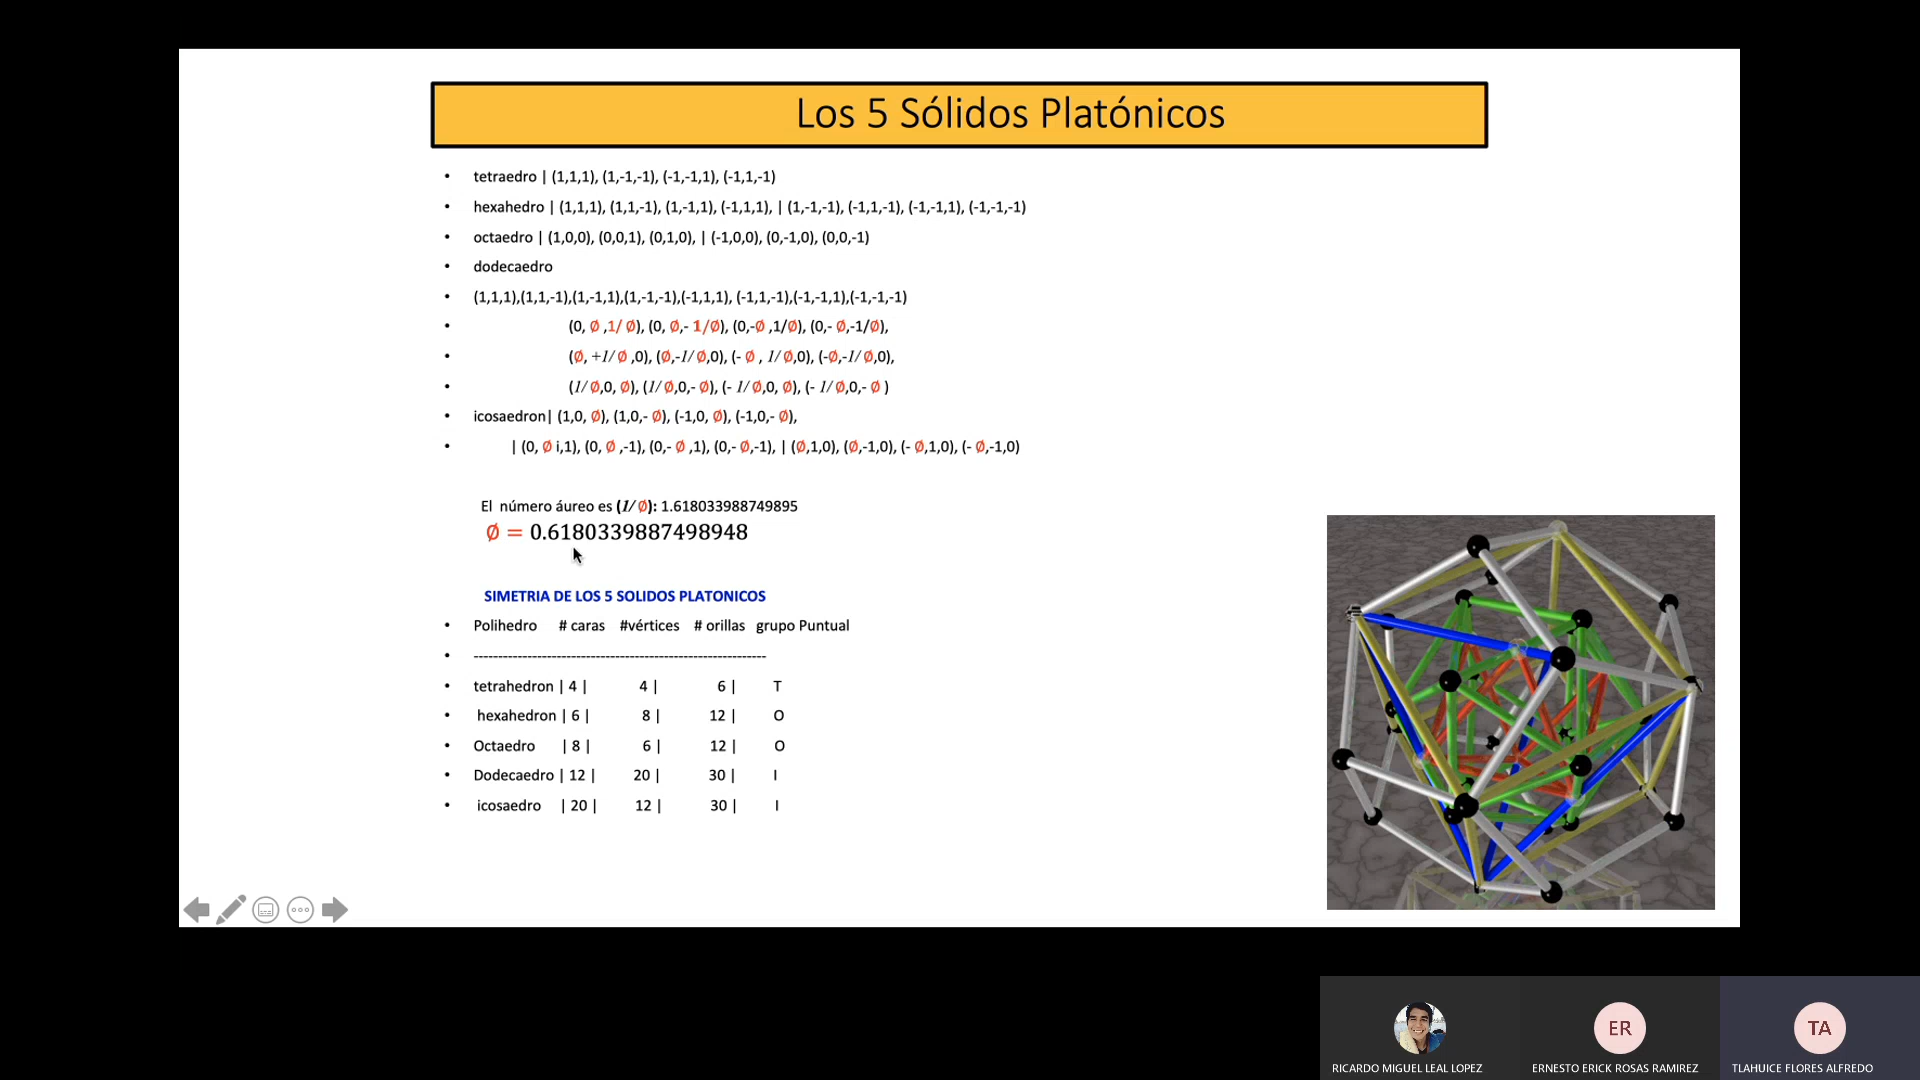 Los 5 Sólidos Platónicos
• tetraedro | (1,1,1), (1,-1,-1), (-1,-1,1), (-1,1,-1)
• hexahedro | (1,1,1), (1,1,-1), (1,-1,1), (-1,1,1), | (1,-1,-1), (-1,1,-1), (-1,-1,1), (-1,-1,-1)
• octaedro | (1,0,0), (0,0,1), (0,1,0), | (-1,0,0), (0,-1,0), (0,0,-1)
• dodecaedro
• (1,1,1),(1,1,-1),(1,-1,1),(1,-1,-1),(-1,1,1), (-1,1,-1),(-1,-1,1),(-1,-1,-1)
• (0, ∅ ,1/ ∅), (0, ∅,- 1/∅), (0,-∅ ,1/∅), (0,- ∅,-1/∅),
• (∅, +1/ ∅ ,0), (∅,-1/ ∅,0), (- ∅ , 1/ ∅,0), (-∅,-1/ ∅,0),
• (1/ ∅,0, ∅), (1/ ∅,0,- ∅), (- 1/ ∅,0, ∅), (- 1/ ∅,0,- ∅ )
• icosaedron| (1,0, ∅), (1,0,- ∅), (-1,0, ∅), (-1,0,- ∅),
• | (0, ∅ i,1), (0, ∅ ,-1), (0,- ∅ ,1), (0,- ∅,-1), | (∅,1,0), (∅,-1,0), (- ∅,1,0), (- ∅,-1,0)
El número áureo es (1/ ∅): 1.618033988749895
∅ = 0.6180339887498948
SIMETRIA DE LOS 5 SOLIDOS PLATONICOS
• Polihedro # caras #vértices # orillas grupo Puntual
• ------------------------------------------------------------
• tetrahedron | 4 | 4 | 6 | T
• hexahedron | 6 | 8 | 12 | O
• Octaedro | 8 | 6 | 12 | O
• Dodecaedro | 12 | 20 | 30 | I
• icosaedro | 20 | 12 | 30 | I
ER
TA
RICARDO MIGUEL LEAL LOPEZ
ERNESTO ERICK ROSAS RAMIREZ
TLAHUICE FLORES ALFREDO